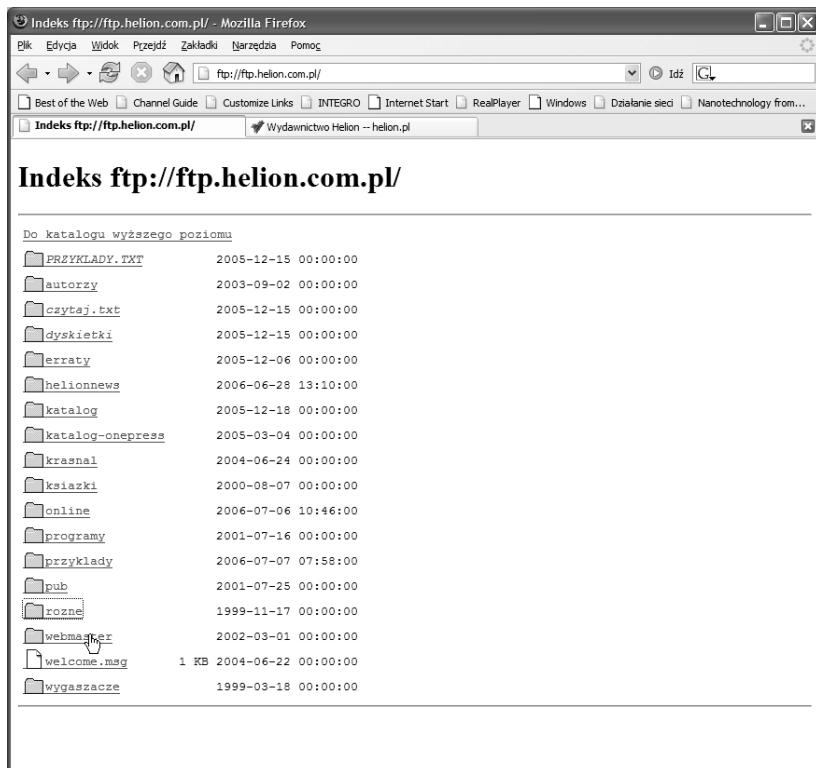 Indeks ftp://ftp.helion.com.pl/ - Mozilla Firefox
Plik Edycja Widok Przejdź Zakładki Narzędzia Pomoc
ftp://ftp.helion.com.pl/ Idź G
Best of the Web Channel Guide Customize Links INTEGRO Internet Start RealPlayer Windows Działanie sieci Nanotechnology from...
Indeks ftp://ftp.helion.com.pl/ Wydawnictwo Helion -- helion.pl
Indeks ftp://ftp.helion.com.pl/
Do katalogu wyższego poziomu
PRZYKLADY.TXT 2005-12-15 00:00:00
autorzy 2003-09-02 00:00:00
czytaj.txt 2005-12-15 00:00:00
dyskietki 2005-12-15 00:00:00
erraty 2005-12-06 00:00:00
helionnews 2006-06-28 13:10:00
katalog 2005-12-18 00:00:00
katalog-onepress 2005-03-04 00:00:00
krasnal 2004-06-24 00:00:00
ksiazki 2000-08-07 00:00:00
online 2006-07-06 10:46:00
programy 2001-07-16 00:00:00
przyklady 2006-07-07 07:58:00
pub 2001-07-25 00:00:00
rozne 1999-11-17 00:00:00
webmaster 2002-03-01 00:00:00
welcome.msg 1 KB 2004-06-22 00:00:00
wygaszacze 1999-03-18 00:00:00